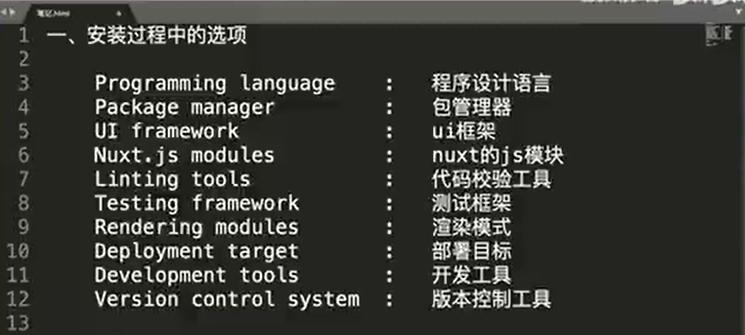 笔记.html
1 一、安装过程中的选项
2
3 Programming language : 程序设计语言
4 Package manager : 包管理器
5 UI framework : ui框架
6 Nuxt.js modules : nuxt的js模块
7 Linting tools : 代码校验工具
8 Testing framework : 测试框架
9 Rendering modules : 渲染模式
10 Deployment target : 部署目标
11 Development tools : 开发工具
12 Version control system : 版本控制工具
13